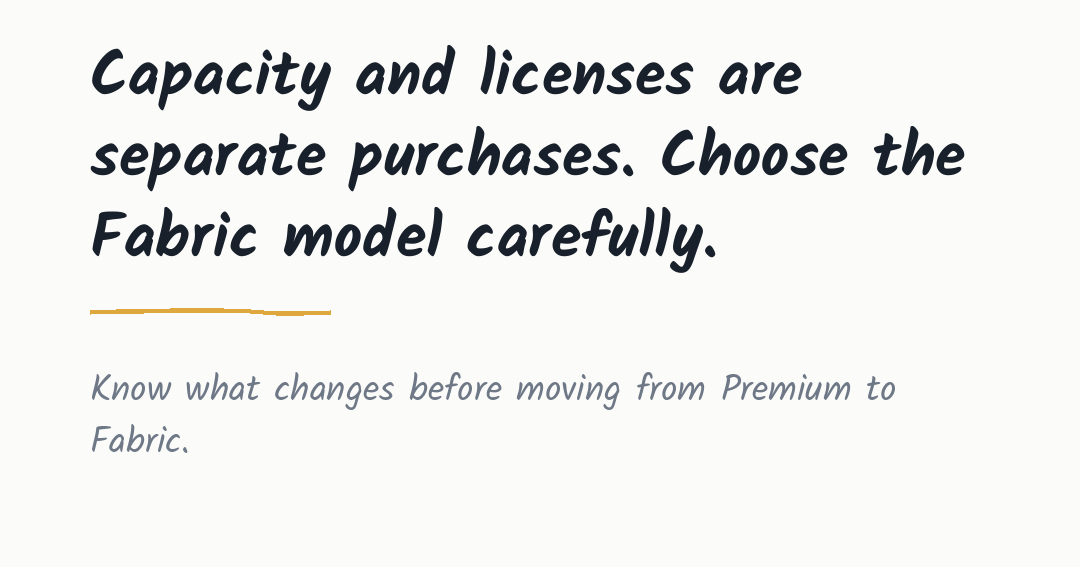 Capacity and licenses are
separate purchases. Choose the
Fabric model carefully.
Know what changes before moving from Premium to
Fabric.